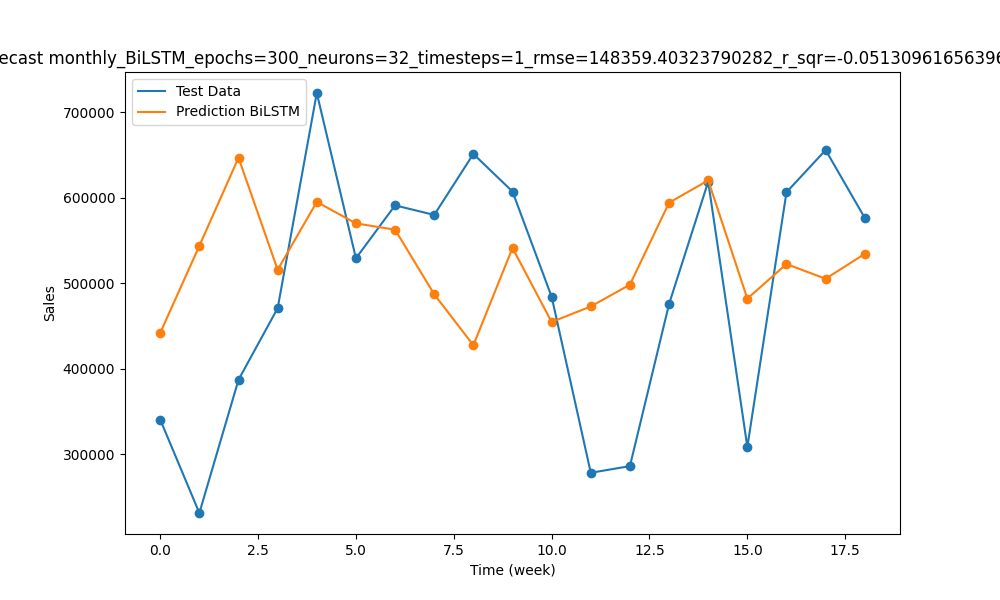 ecast monthly_BiLSTM_epochs=300_neurons=32_timesteps=1_rmse=148359.40323790282_r_sqr=-0.0513096165639
Test Data
Prediction BiLSTM
700000
600000
500000
400000
300000
Sales
0.0 2.5 5.0 7.5 10.0 12.5 15.0 17.5
Time (week)